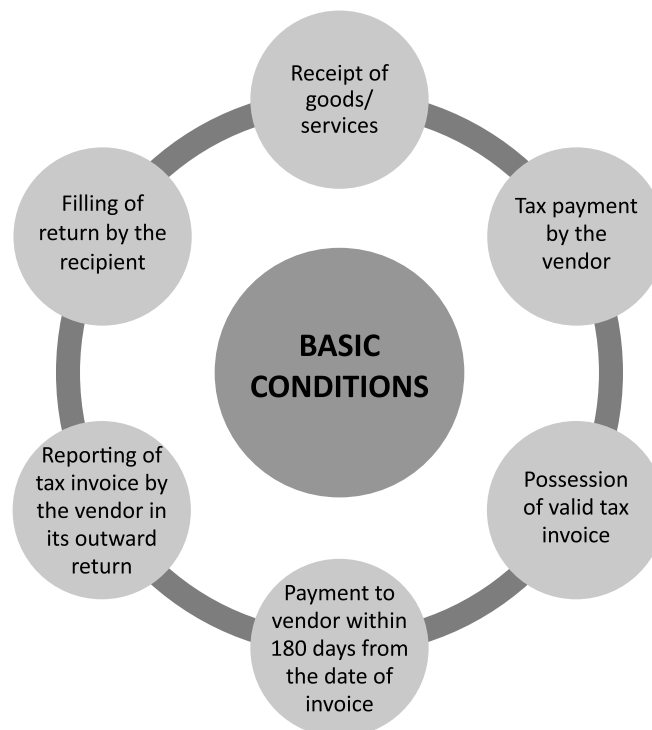 Receipt of
goods/
services
Tax payment
by the
vendor
Possession
of valid tax
invoice
Payment to
vendor within
180 days from
the date of
invoice
Reporting of
tax invoice by
the vendor in
its outward
return
Filling of
return by the
recipient
BASIC
CONDITIONS